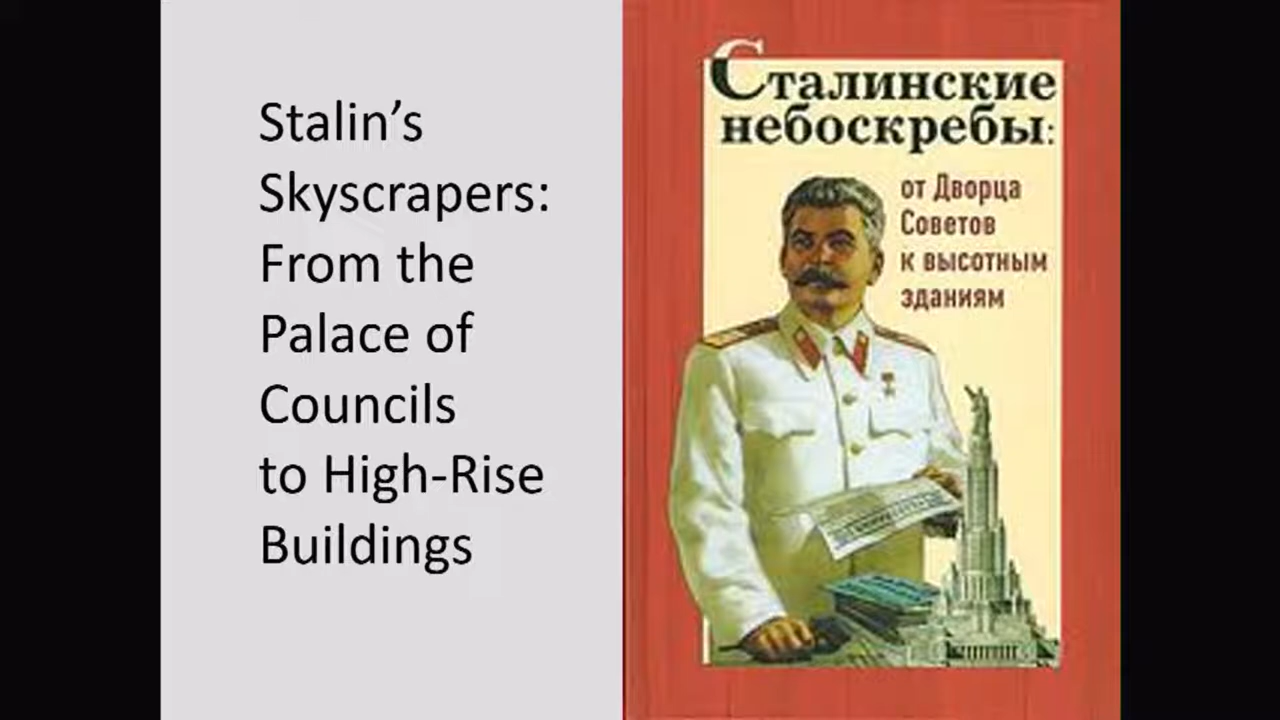 Stalin’s
Skyscrapers:
From the
Palace of
Councils
to High-Rise
Buildings
Сталинские
небоскребы:
от Дворца
Советов
к высотным
зданиям